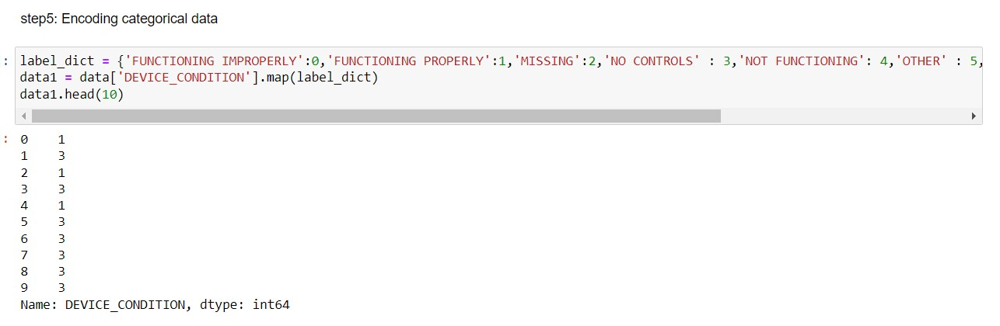 step5: Encoding categorical data
: label_dict = {'FUNCTIONING IMPROPERLY':0,'FUNCTIONING PROPERLY':1,'MISSING':2,'NO CONTROLS' : 3,'NOT FUNCTIONING': 4,'OTHER' : 5,
data1 = data['DEVICE_CONDITION'].map(label_dict)
data1.head(10)
: 0 1
1 3
2 1
3 3
4 1
5 3
6 3
7 3
8 3
9 3
Name: DEVICE_CONDITION, dtype: int64